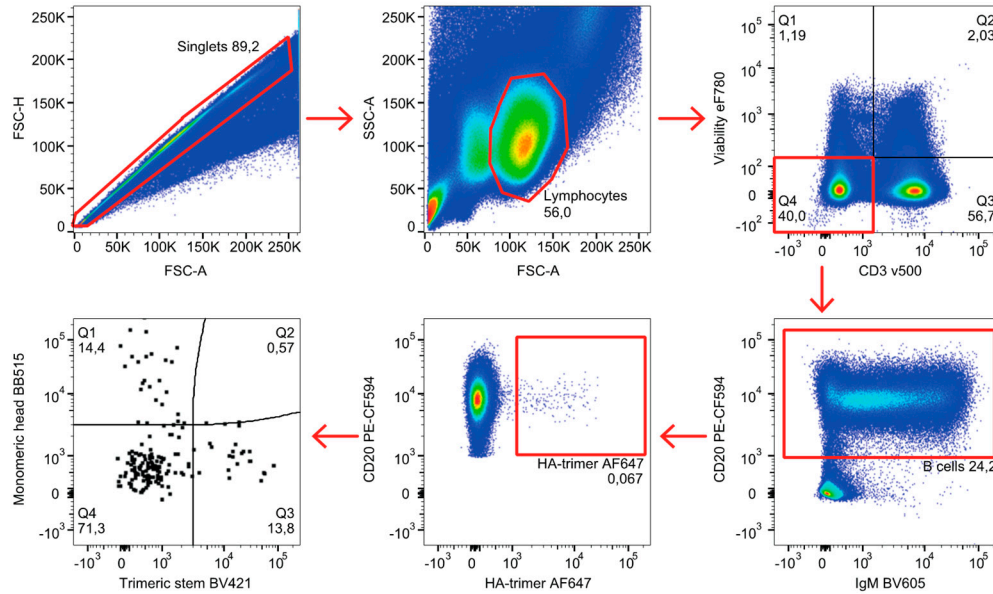 Singlets 89,2
FSC-H
250K
200K
150K
100K
50K
0
0 50K 100K 150K 200K 250K
FSC-A
SSC-A
250K
200K
150K
100K
50K
0
Lymphocytes
56,0
0 50K 100K 150K 200K 250K
FSC-A
Viability eF780
10^5
10^4
10^3
10^2
0
-10^2
Q1
1,19
Q2
2,03
Q4
40,0
Q3
56,7
-10^3 0 10^3 10^4 10^5
CD3 v500
Monomeric head BB515
10^5
10^4
10^3
0
-10^3
Q1
14,4
Q2
0,57
Q4
71,3
Q3
13,8
-10^3 0 10^3 10^4 10^5
Trimeric stem BV421
CD20 PE-CF594
10^5
10^4
10^3
0
-10^3
HA-trimer AF647
0,067
-10^3 0 10^3 10^4 10^5
HA-trimer AF647
CD20 PE-CF594
10^5
10^4
10^3
0
-10^3
B cells 24,2
-10^3 0 10^3 10^4 10^5
IgM BV605